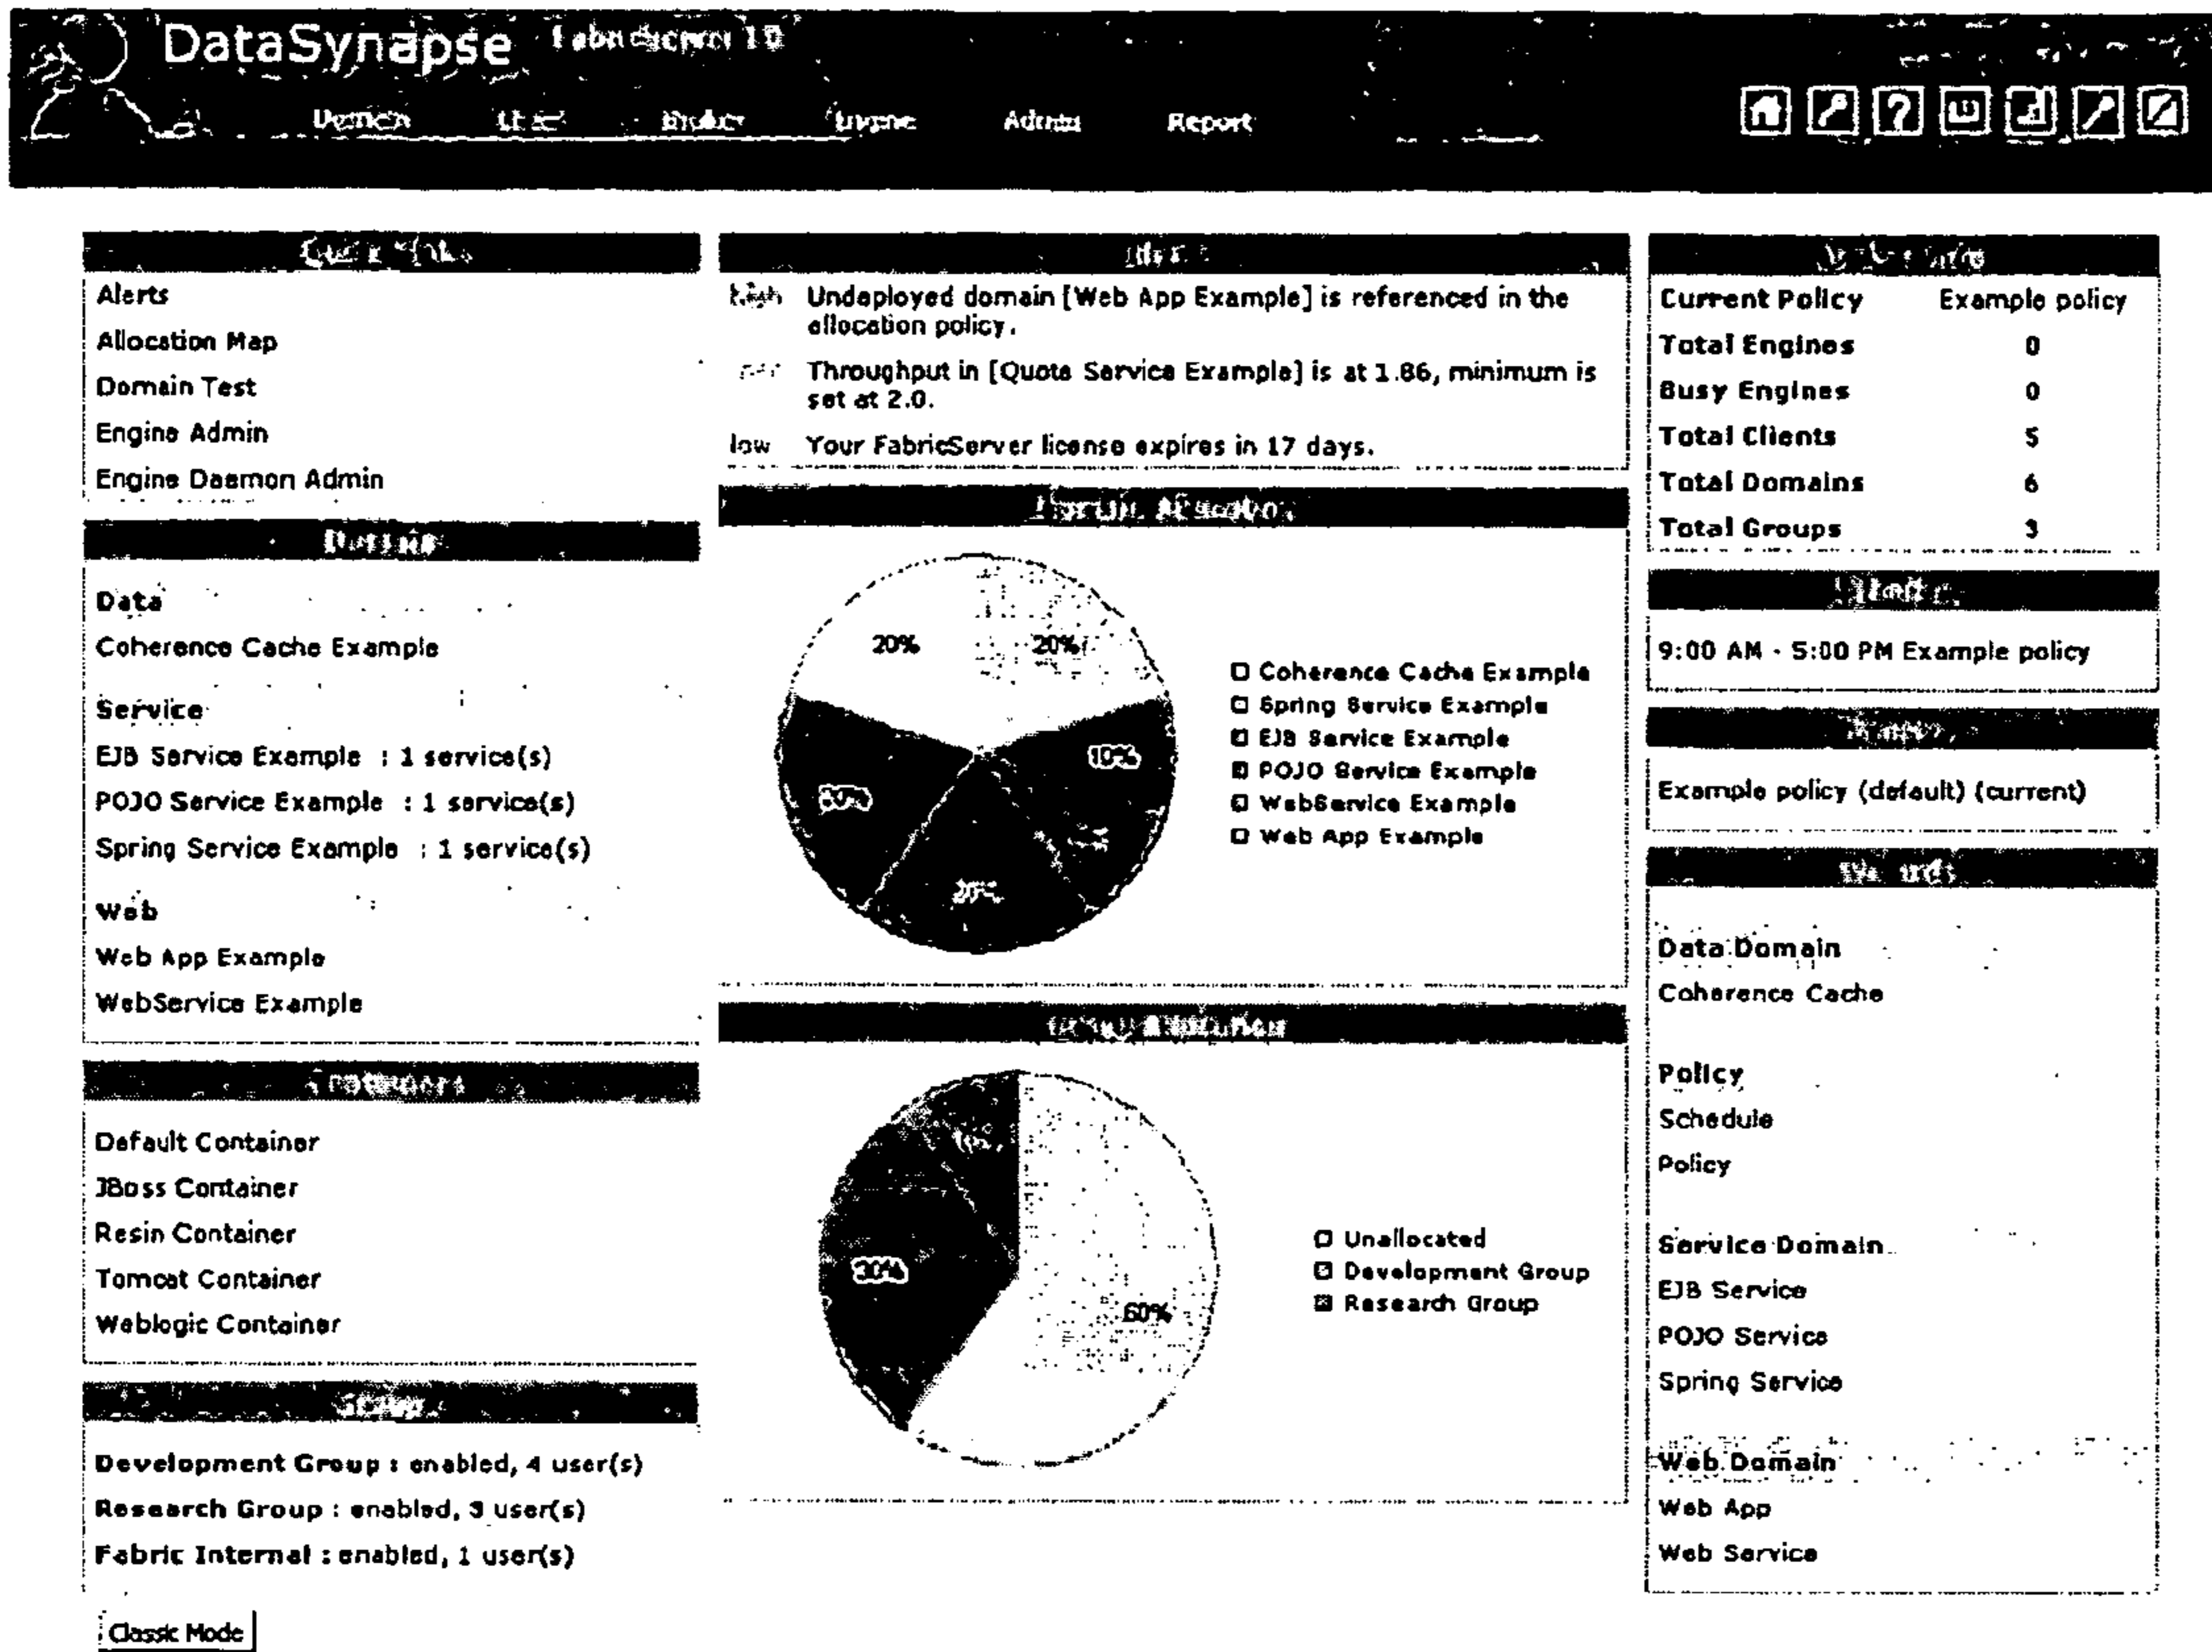 DataSynapse
Admin Report
Alerts
Allocation Map
Domain Test
Engine Admin
Engine Daemon Admin
Data
Coherence Cache Example
Service
EJB Service Example : 1 service(s)
POJO Service Example : 1 service(s)
Spring Service Example : 1 service(s)
Web
Web App Example
WebService Example
Default Container
JBoss Container
Resin Container
Tomcat Container
Weblogic Container
Development Group : enabled, 4 user(s)
Research Group : enabled, 3 user(s)
Fabric Internal : enabled, 1 user(s)
Classic Mode
high Undeployed domain [Web App Example] is referenced in the
allocation policy.
Throughput in [Quote Service Example] is at 1.86, minimum is
set at 2.0.
low Your FabricServer license expires in 17 days.
20%
20%
10%
20%
Coherence Cache Example
Spring Service Example
EJB Service Example
POJO Service Example
WebService Example
Web App Example
30%
60%
Unallocated
Development Group
Research Group
Current Policy Example policy
Total Engines 0
Busy Engines 0
Total Clients 5
Total Domains 6
Total Groups 3
9:00 AM - 5:00 PM Example policy
Example policy (default) (current)
Data Domain
Coherence Cache
Policy
Schedule
Policy
Service Domain
EJB Service
POJO Service
Spring Service
Web Domain
Web App
Web Service